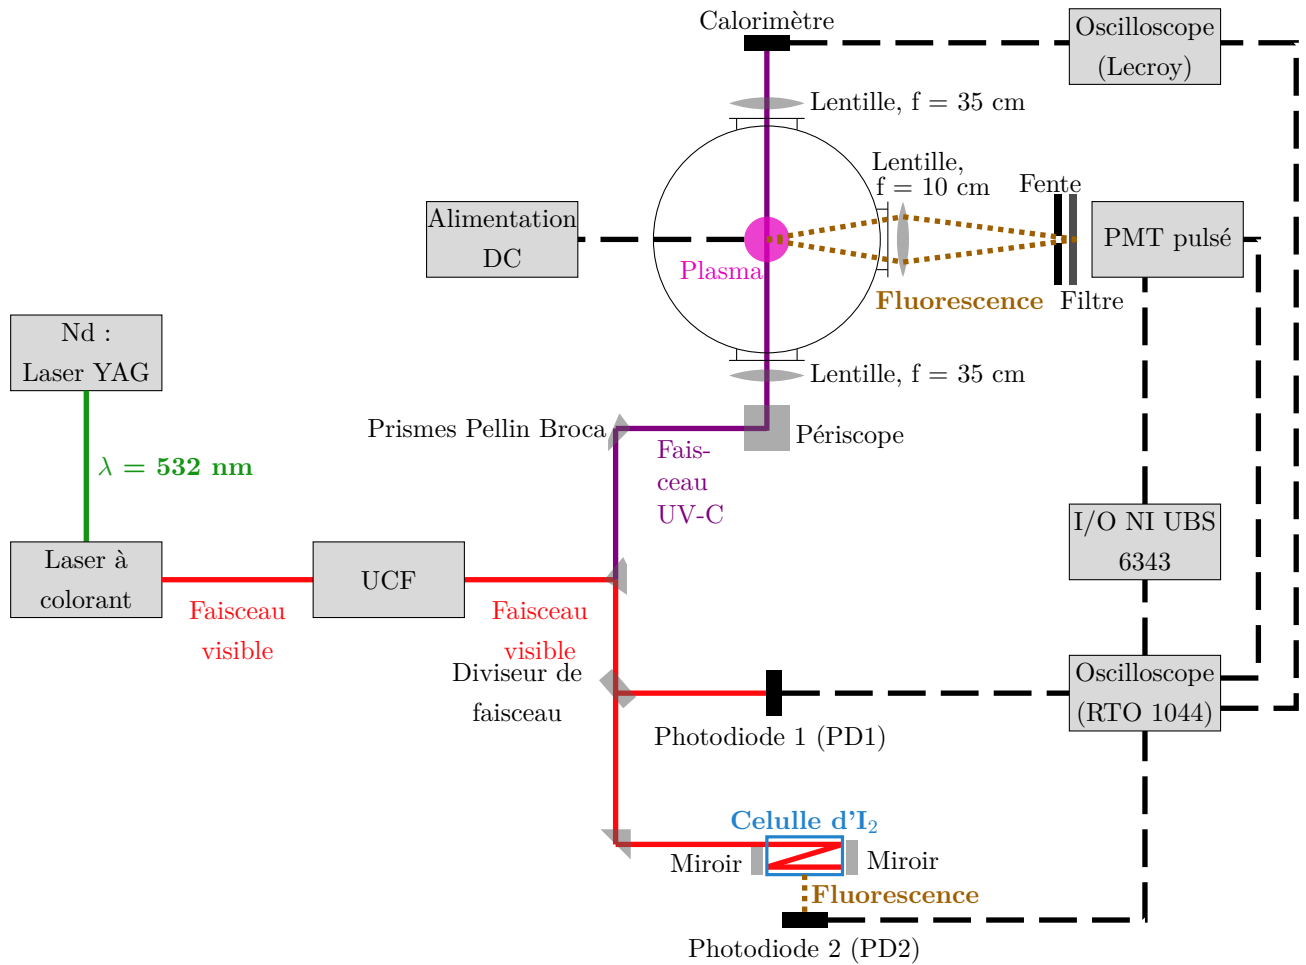 Calorimètre
Oscilloscope
(Lecroy)
Lentille, f = 35 cm
Lentille,
f = 10 cm
Fente
Alimentation
DC
PMT pulsé
Plasma
Fluorescence
Filtre
Nd :
Laser YAG
Lentille, f = 35 cm
Prismes Pellin Broca
Périscope
λ = 532 nm
Fais-
ceau
UV-C
I/O NI UBS
6343
Laser à
colorant
UCF
Faisceau
visible
Faisceau
visible
Diviseur de
faisceau
Oscilloscope
(RTO 1044)
Photodiode 1 (PD1)
Celulle d'I₂
Miroir
Miroir
Fluorescence
Photodiode 2 (PD2)